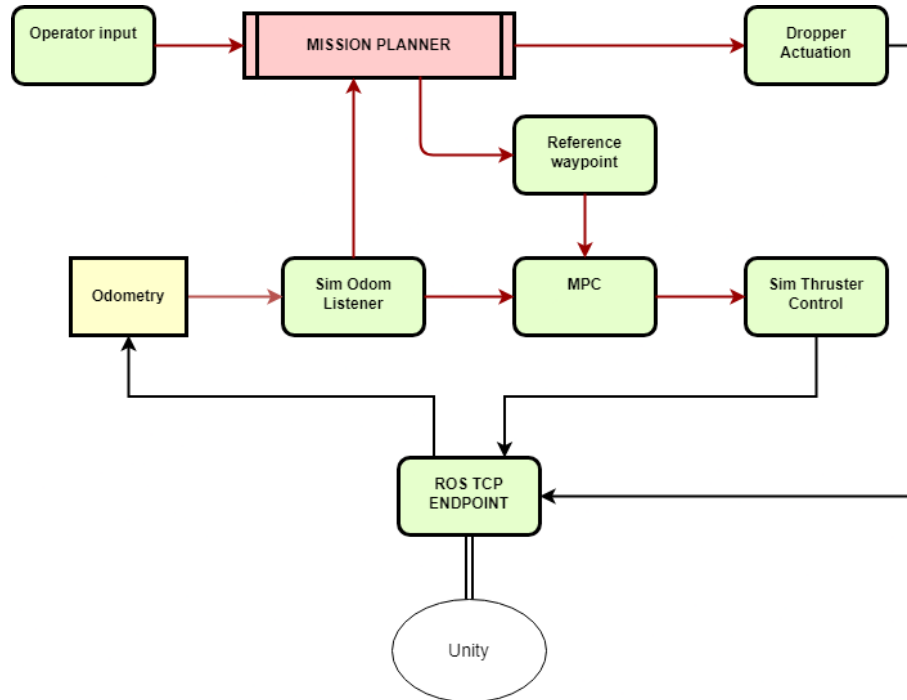 Operator input
MISSION PLANNER
Dropper
Actuation
Reference
waypoint
Odometry
Sim Odom
Listener
MPC
Sim Thruster
Control
ROS TCP
ENDPOINT
Unity